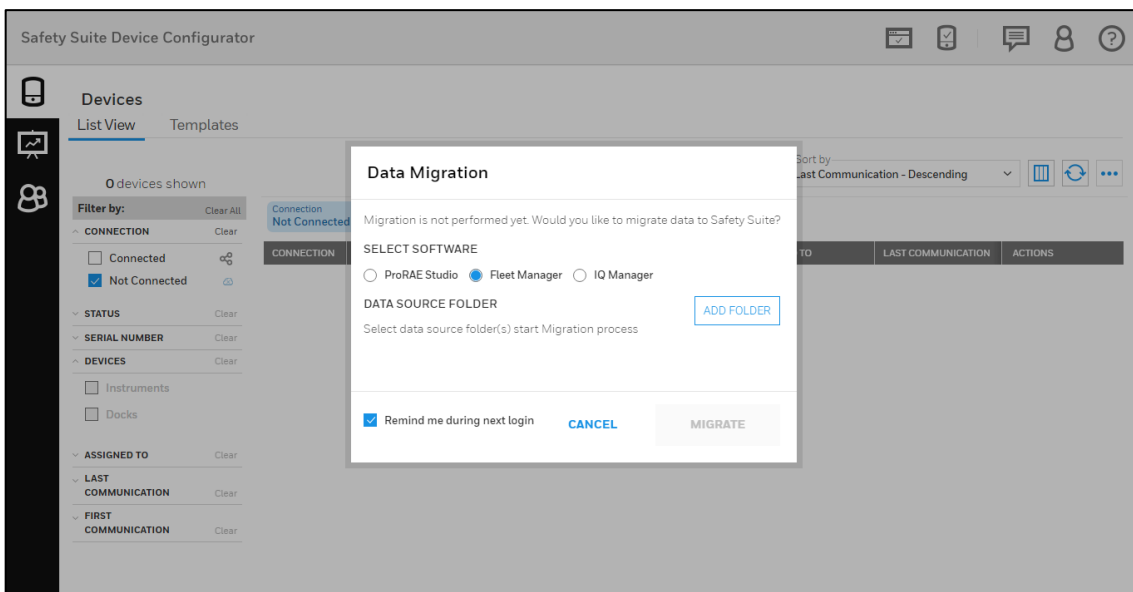 Safety Suite Device Configurator
Devices
List View Templates
0 devices shown
Filter by: Clear All
CONNECTION Clear
Connected
Not Connected
STATUS Clear
SERIAL NUMBER Clear
DEVICES Clear
Instruments
Docks
ASSIGNED TO Clear
LAST
COMMUNICATION Clear
FIRST
COMMUNICATION Clear
Connection
Not Connected
Sort by
Last Communication - Descending
CONNECTION TO LAST COMMUNICATION ACTIONS
Data Migration
Migration is not performed yet. Would you like to migrate data to Safety Suite?
SELECT SOFTWARE
ProRAE Studio Fleet Manager IQ Manager
DATA SOURCE FOLDER ADD FOLDER
Select data source folder(s) start Migration process
Remind me during next login CANCEL MIGRATE